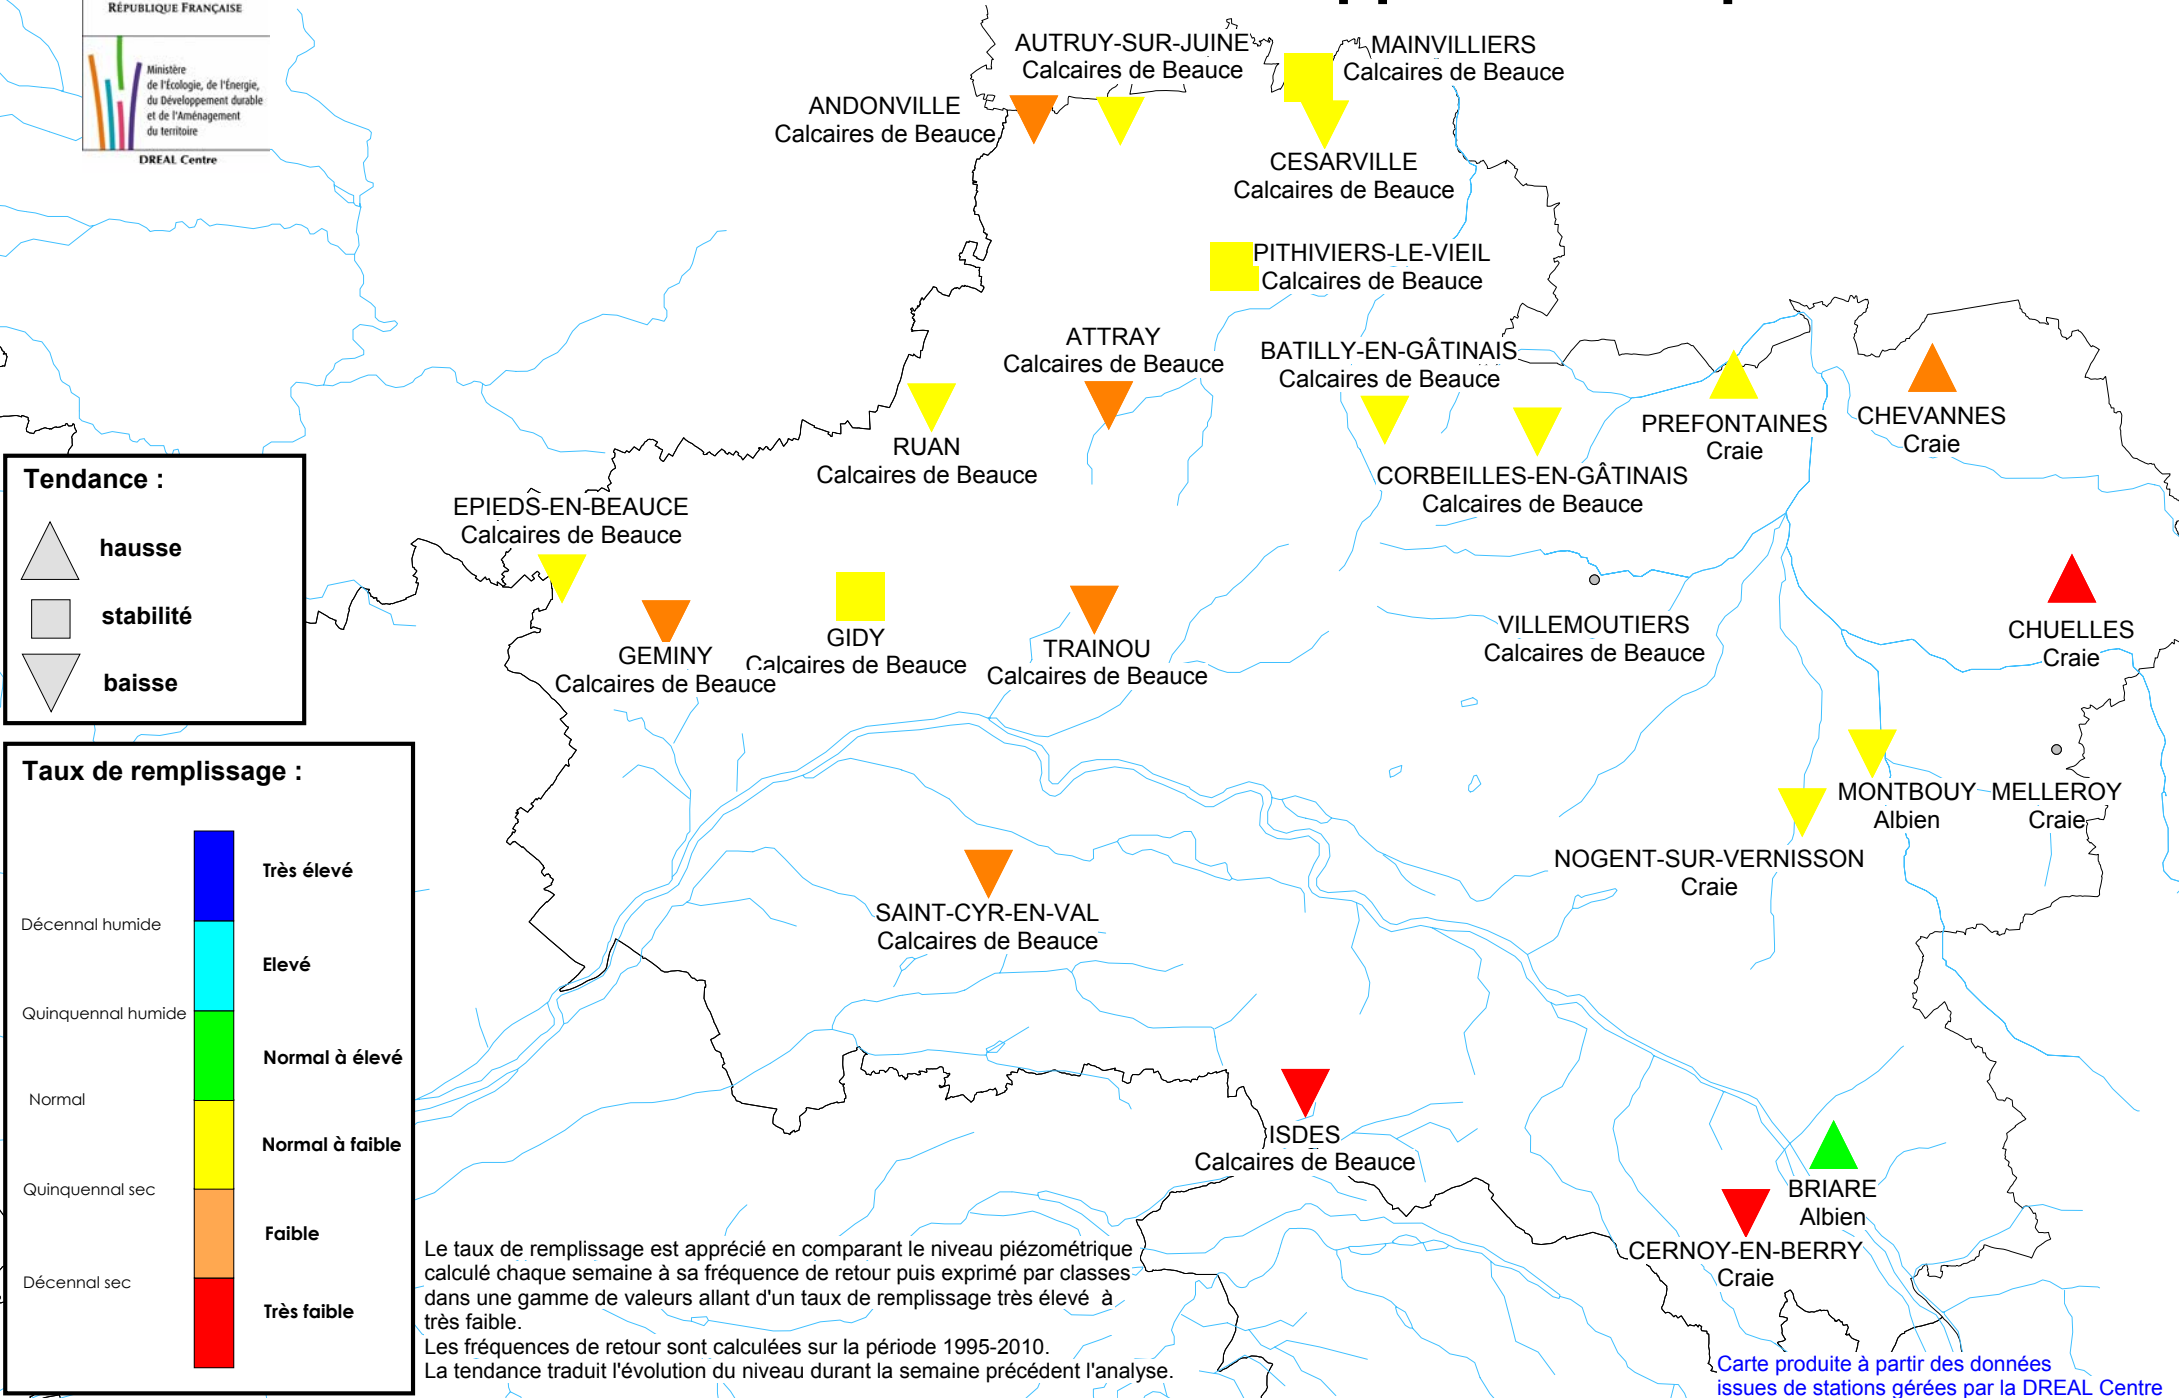 RÉPUBLIQUE FRANÇAISE
Ministère
de l'Écologie, de l'Énergie,
du Développement durable
et de l'Aménagement
du territoire
DREAL Centre
AUTRUY-SUR-JUINE
Calcaires de Beauce
MAINVILLIERS
Calcaires de Beauce
ANDONVILLE
Calcaires de Beauce
CESARVILLE
Calcaires de Beauce
PITHIVIERS-LE-VIEIL
Calcaires de Beauce
ATTRAY
Calcaires de Beauce
BATILLY-EN-GÂTINAIS
Calcaires de Beauce
PREFONTAINES
Craie
CHEVANNES
Craie
RUAN
Calcaires de Beauce
CORBEILLES-EN-GÂTINAIS
Calcaires de Beauce
EPIEDS-EN-BEAUCE
Calcaires de Beauce
GEMINY
Calcaires de Beauce
GIDY
Calcaires de Beauce
TRAINOU
Calcaires de Beauce
VILLEMOUTIERS
Calcaires de Beauce
CHUELLES
Craie
MONTBOUY
Albien
MELLEROY
Craie
NOGENT-SUR-VERNISSON
Craie
SAINT-CYR-EN-VAL
Calcaires de Beauce
ISDES
Calcaires de Beauce
BRIARE
Albien
CERNOY-EN-BERRY
Craie
Tendance :
hausse
stabilité
baisse
Taux de remplissage :
Très élevé
Décennal humide
Elevé
Quinquennal humide
Normal à élevé
Normal
Normal à faible
Quinquennal sec
Faible
Décennal sec
Très faible
Le taux de remplissage est apprécié en comparant le niveau piézométrique
calculé chaque semaine à sa fréquence de retour puis exprimé par classes
dans une gamme de valeurs allant d'un taux de remplissage très élevé à
très faible.
Les fréquences de retour sont calculées sur la période 1995-2010.
La tendance traduit l'évolution du niveau durant la semaine précédent l'analyse.
Carte produite à partir des données
issues de stations gérées par la DREAL Centre